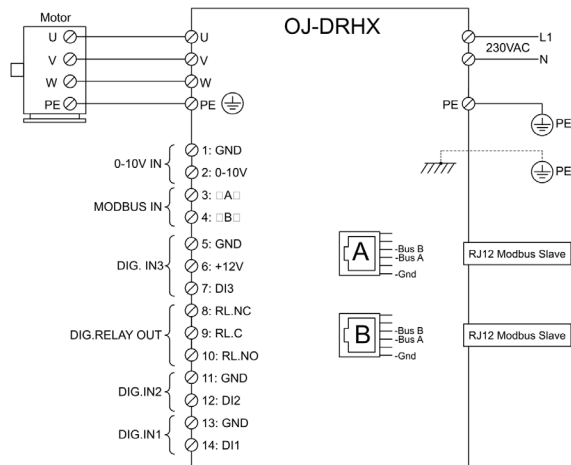 Motor
OJ-DRHX
U
U
L1
230VAC
V
V
N
W
W
PE
PE
PE
PE
1: GND
0-10V IN
2: 0-10V
PE
3: □A□
MODBUS IN
4: □B□
5: GND
DIG. IN3
6: +12V
7: DI3
A
-Bus B
-Bus A
-Gnd
RJ12 Modbus Slave
8: RL.NC
DIG.RELAY OUT
9: RL.C
10: RL.NO
B
-Bus B
-Bus A
-Gnd
RJ12 Modbus Slave
11: GND
DIG.IN2
12: DI2
13: GND
DIG.IN1
14: DI1